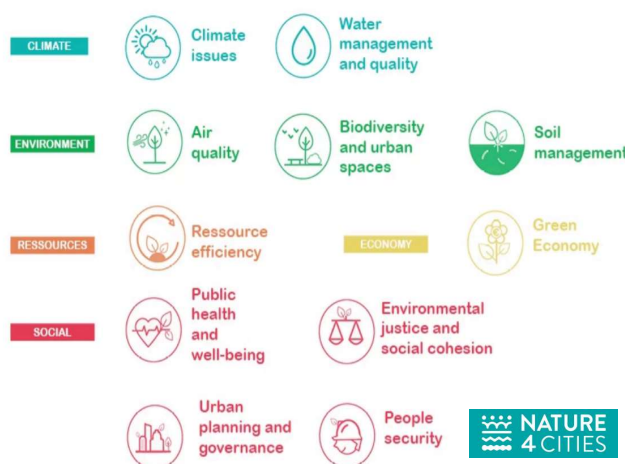 CLIMATE
Climate
issues
Water
management
and quality
ENVIRONMENT
Air
quality
Biodiversity
and urban
spaces
Soil
management
RESSOURCES
Ressource
efficiency
ECONOMY
Green
Economy
SOCIAL
Public
health
and
well-being
Environmental
justice and
social cohesion
Urban
planning and
governance
People
security
NATURE
4 CITIES